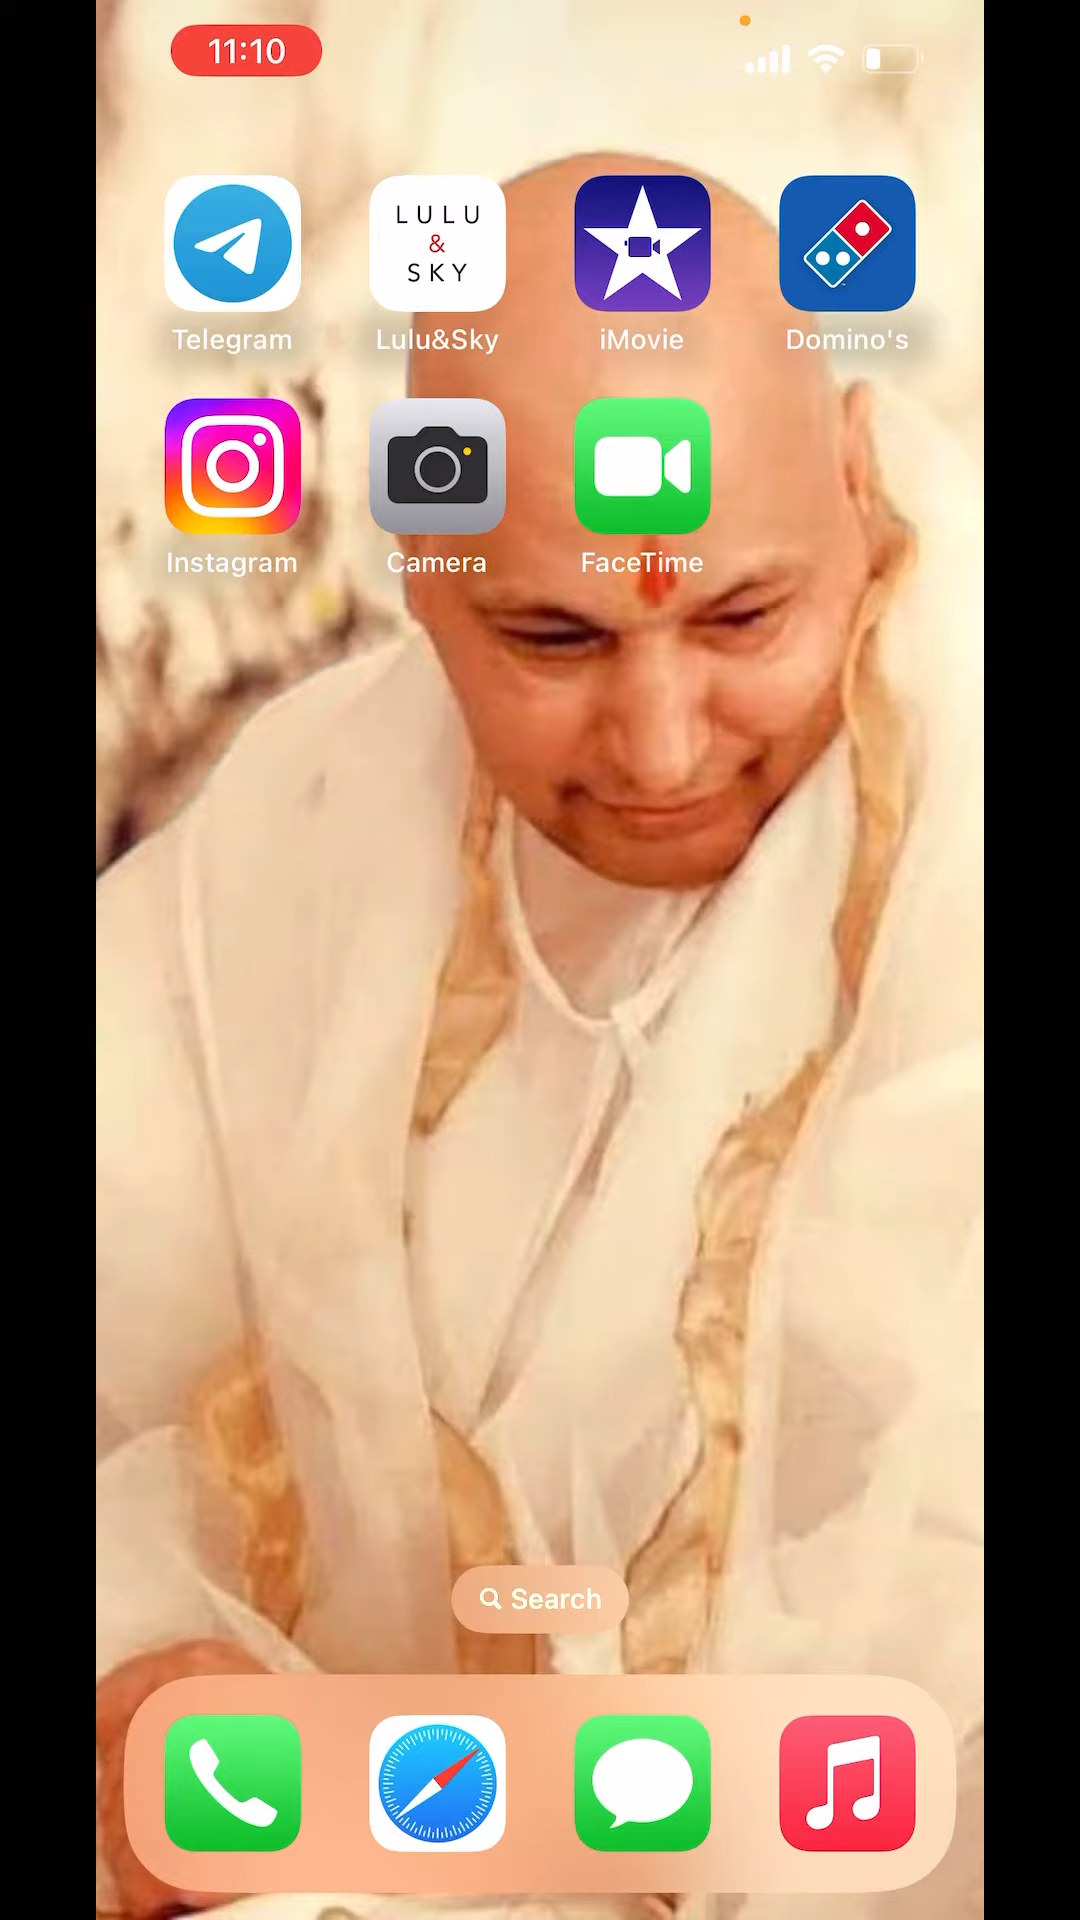 11:10
LULU
&
SKY
Telegram Lulu&Sky iMovie Domino's
Instagram Camera FaceTime
Search